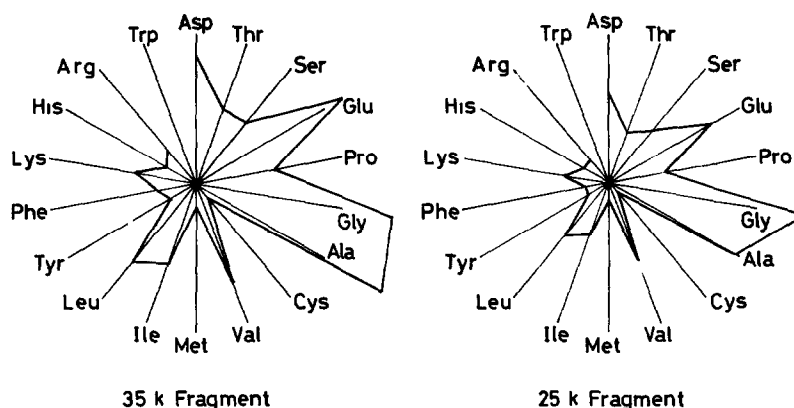 Asp
Trp
Thr
Arg
Ser
His
Glu
Lys
Pro
Phe
Gly
Tyr
Ala
Leu
Cys
Ile
Val
Met
35 k Fragment
Asp
Trp
Thr
Arg
Ser
His
Glu
Lys
Pro
Phe
Gly
Tyr
Ala
Leu
Cys
Ile
Val
Met
25 k Fragment